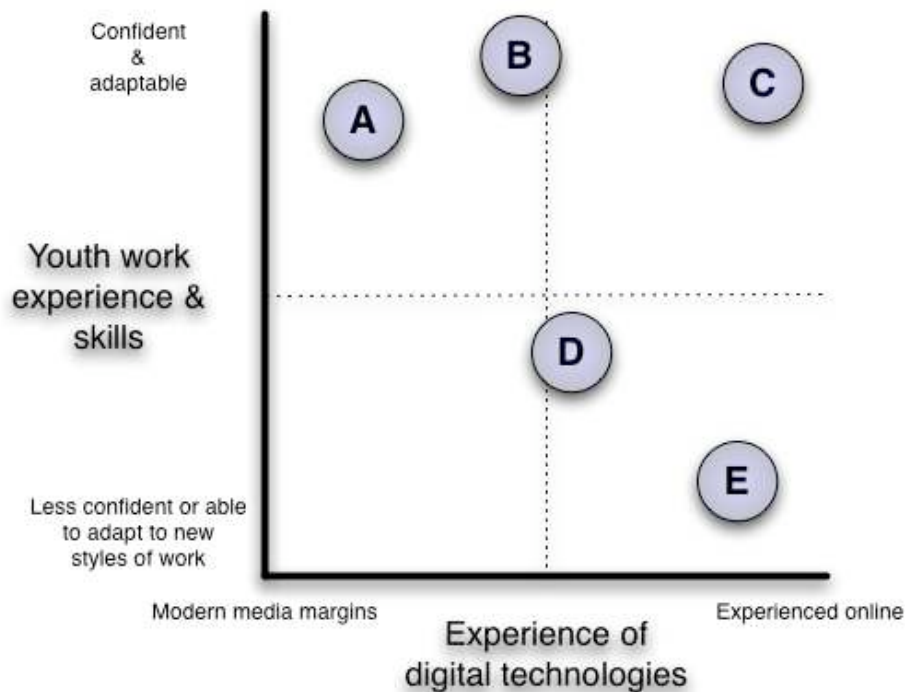 Confident
&
adaptable
B
C
A
Youth work
experience &
skills
D
E
Less confident or able
to adapt to new
styles of work
Modern media margins
Experienced online
Experience of
digital technologies